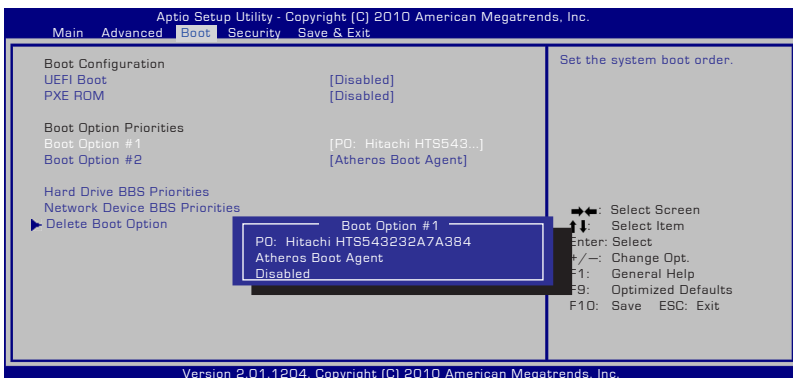 Aptio Setup Utility - Copyright (C) 2010 American Megatrends, Inc.
Main Advanced Boot Security Save & Exit
Boot Configuration
UEFI Boot [Disabled]
PXE ROM [Disabled]
Boot Option Priorities
Boot Option #1 [P0: Hitachi HTS543...]
Boot Option #2 [Atheros Boot Agent]
Hard Drive BBS Priorities
Network Device BBS Priorities
Delete Boot Option
Boot Option #1
P0: Hitachi HTS543232A7A384
Atheros Boot Agent
Disabled
Set the system boot order.
→←: Select Screen
↑↓: Select Item
Enter: Select
+/—: Change Opt.
F1: General Help
F9: Optimized Defaults
F10: Save ESC: Exit
Version 2.01.1204. Copyright (C) 2010 American Megatrends, Inc.